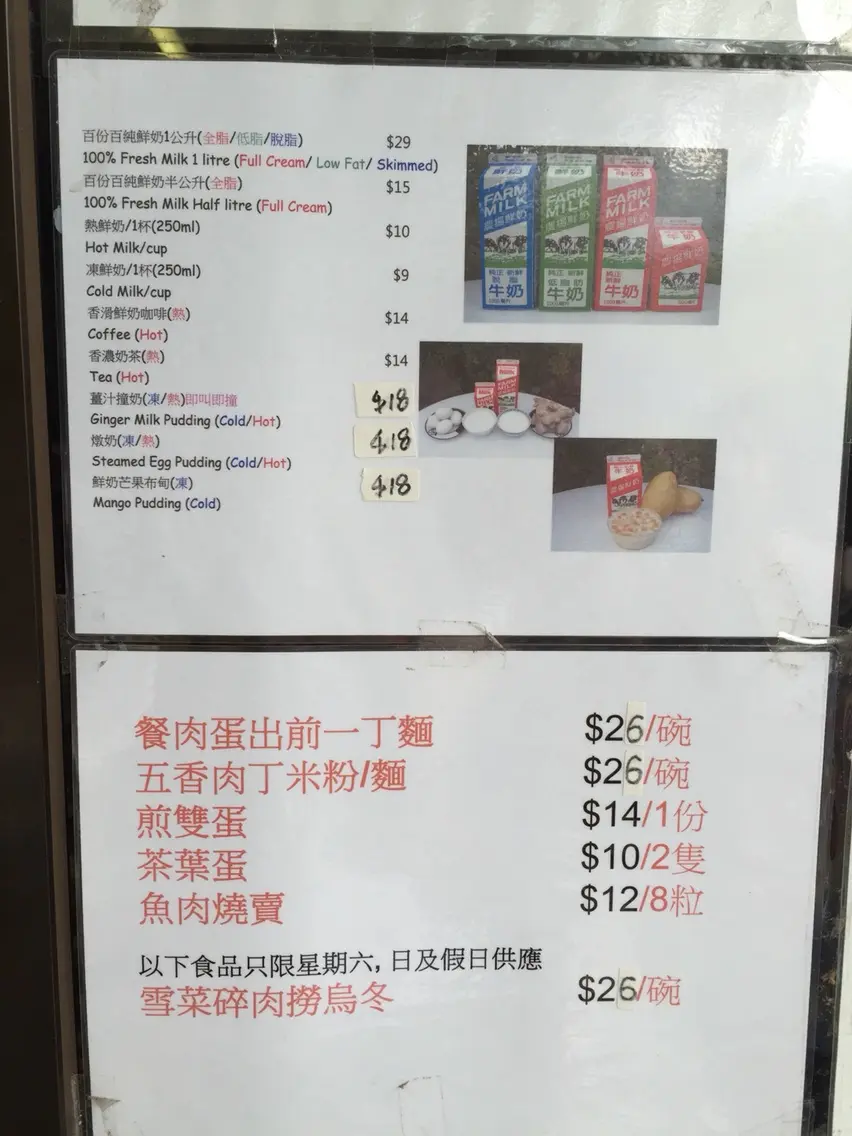 百份百純鮮奶1公升(全脂/低脂/脫脂) $29
100% Fresh Milk 1 litre (Full Cream/ Low Fat/ Skimmed)
百份百純鮮奶半公升(全脂) $15
100% Fresh Milk Half litre (Full Cream)
熱鮮奶/1杯(250ml) $10
Hot Milk/cup
凍鮮奶/1杯(250ml) $9
Cold Milk/cup
香滑鮮奶咖啡(熱) $14
Coffee (Hot)
香濃奶茶(熱) $14
Tea (Hot)
薑汁撞奶(凍/熱)即叫即撞 $18
Ginger Milk Pudding (Cold/Hot)
燉奶(凍/熱) $18
Steamed Egg Pudding (Cold/Hot)
鮮奶芒果布甸(凍) $18
Mango Pudding (Cold)
FARM MILK
FARM MILK
FARM MILK
牛奶
牛奶
牛奶
餐肉蛋出前一丁麵 $26/碗
五香肉丁米粉/麵 $26/碗
煎雙蛋 $14/1份
茶葉蛋 $10/2隻
魚肉燒賣 $12/8粒
以下食品只限星期六, 日及假日供應
雪菜碎肉撈烏冬 $26/碗